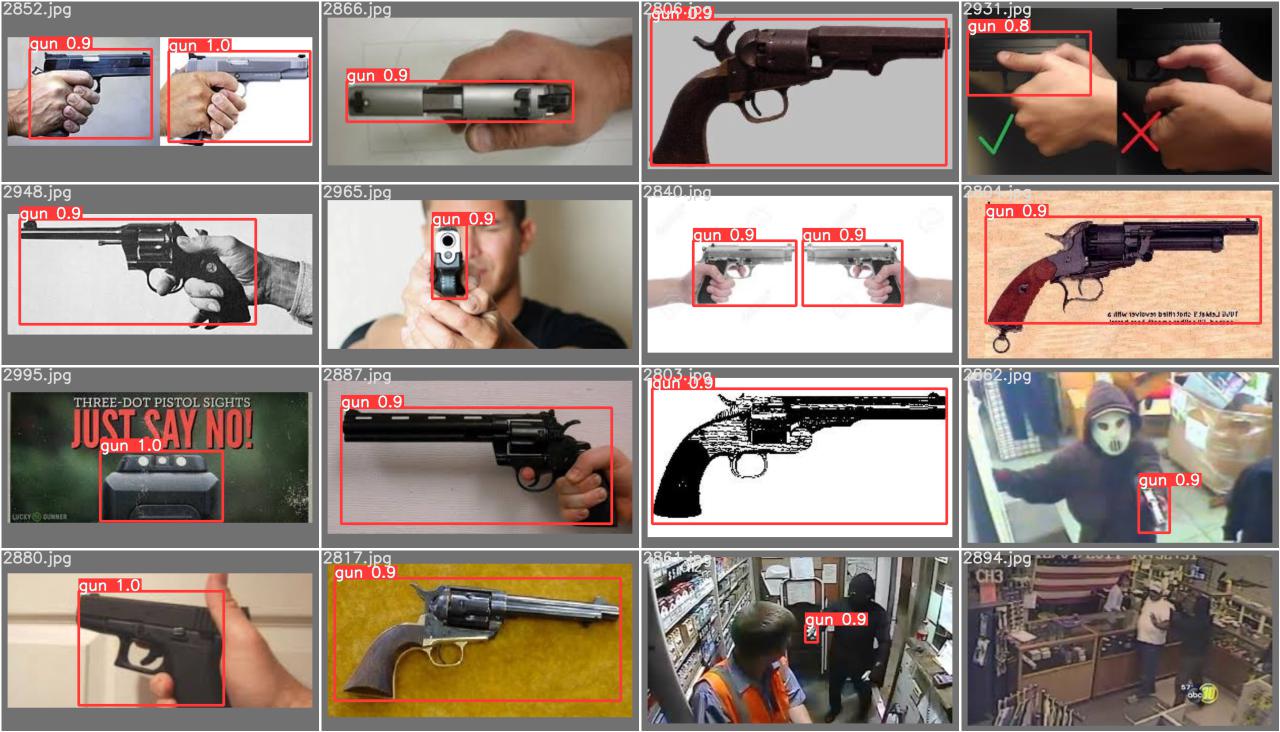 2852.jpg
gun 0.9
gun 1.0
2866.jpg
gun 0.9
2806.jpg
gun 0.9
2931.jpg
gun 0.8
2948.jpg
gun 0.9
2965.jpg
gun 0.9
2840.jpg
gun 0.9
gun 0.9
2804.jpg
gun 0.9
2995.jpg
THREE-DOT PISTOL SIGHTS
JUST SAY NO!
gun 1.0
LUCKY GUNNER
2887.jpg
gun 0.9
2803.jpg
gun 0.9
2862.jpg
gun 0.9
2880.jpg
gun 1.0
2817.jpg
gun 0.9
2861.jpg
gun 0.9
2894.jpg
CH3
57
abc